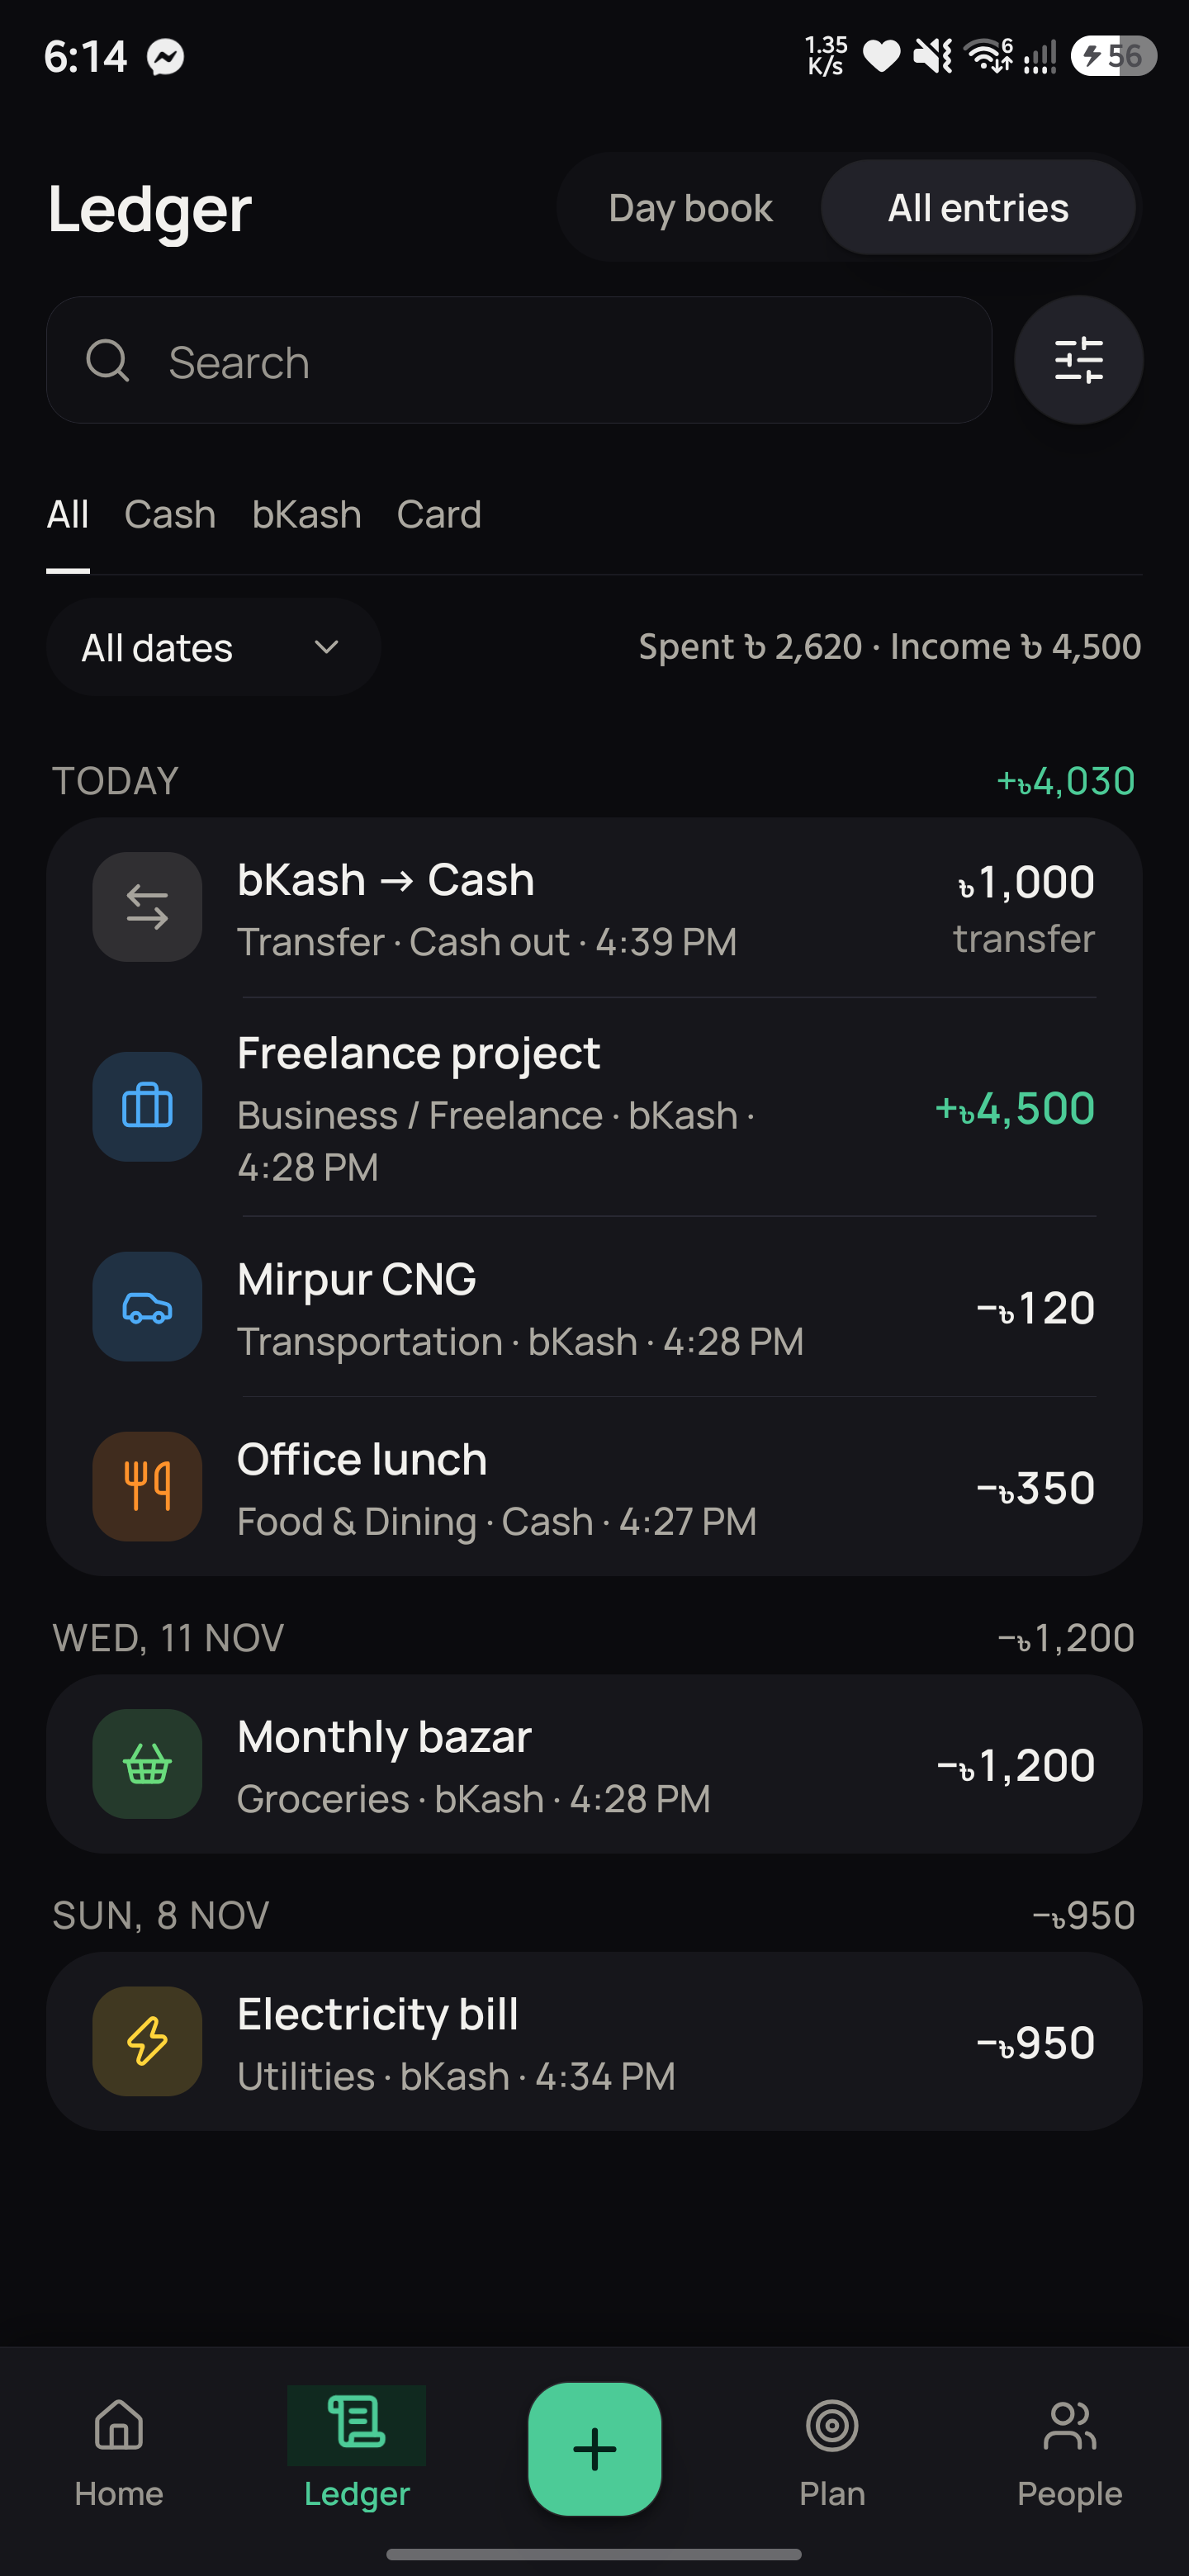 6:14
1.35
K/s
6
56
Ledger
Day book
All entries
Search
All
Cash
bKash
Card
All dates
Spent ৳ 2,620 · Income ৳ 4,500
TODAY
+৳4,030
bKash → Cash
৳1,000
Transfer · Cash out · 4:39 PM
transfer
Freelance project
Business / Freelance · bKash ·
4:28 PM
+৳4,500
Mirpur CNG
Transportation · bKash · 4:28 PM
−৳120
Office lunch
Food & Dining · Cash · 4:27 PM
−৳350
WED, 11 NOV
−৳1,200
Monthly bazar
Groceries · bKash · 4:28 PM
−৳1,200
SUN, 8 NOV
−৳950
Electricity bill
Utilities · bKash · 4:34 PM
−৳950
Home
Ledger
Plan
People